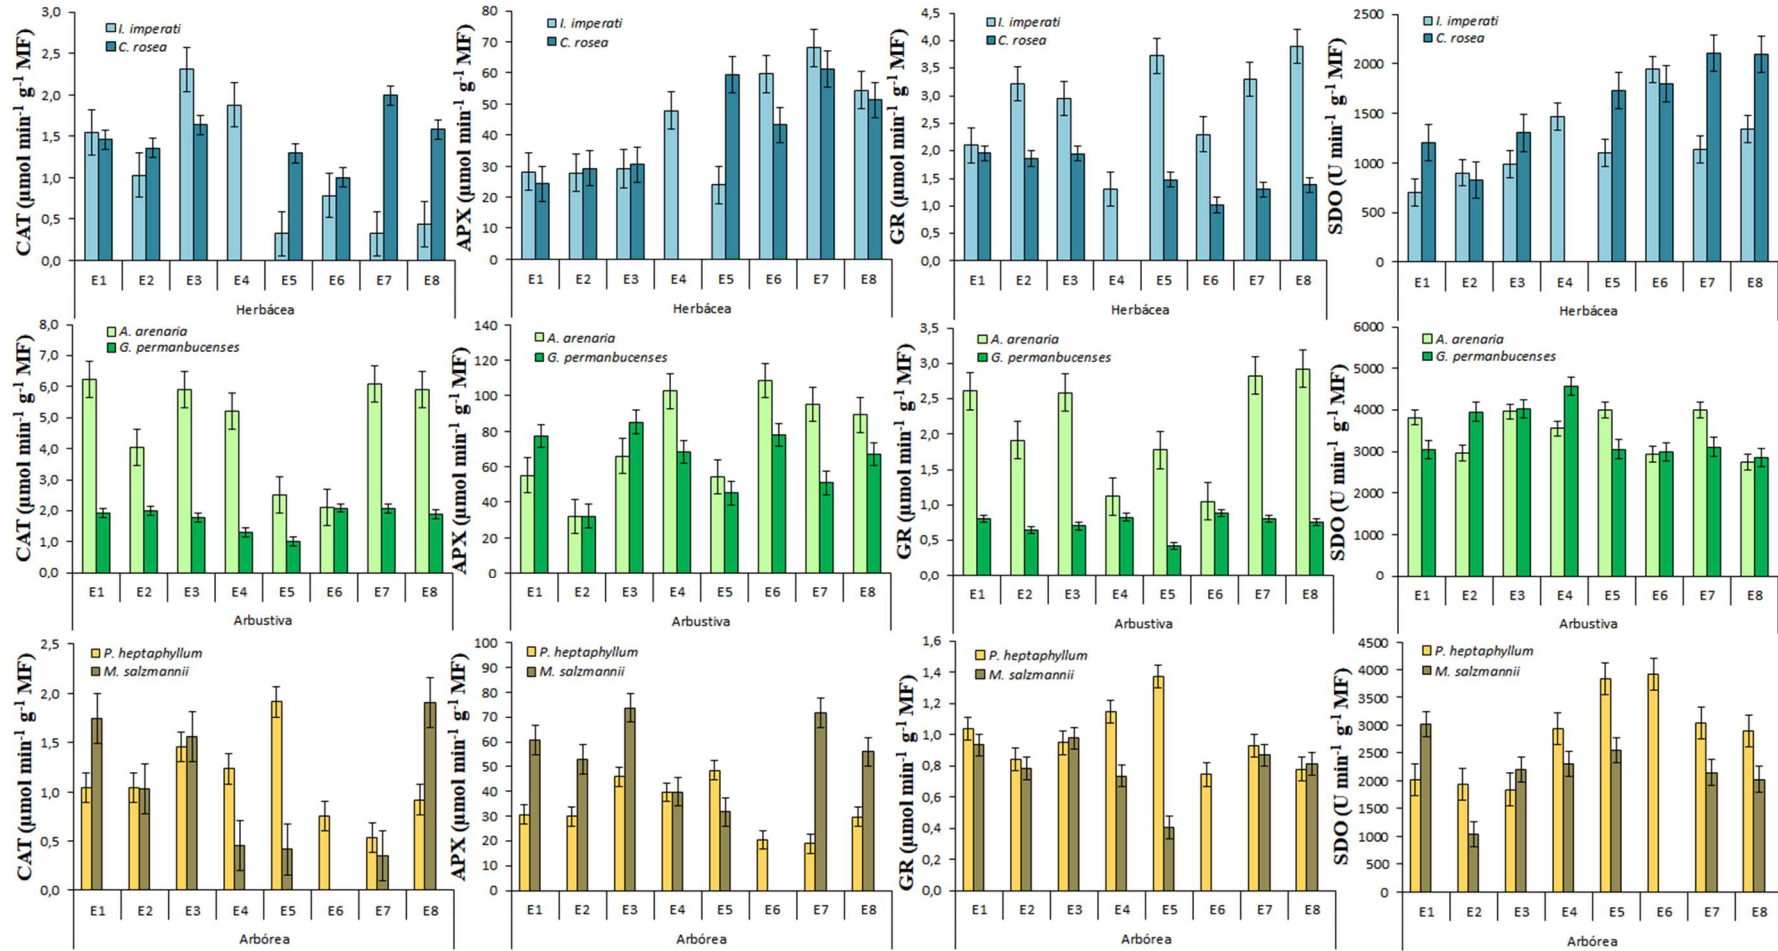 CAT (µmol min⁻¹ g⁻¹ MF)
3,0
2,5
2,0
1,5
1,0
0,5
0,0
I. imperati
C. rosea
E1 E2 E3 E4 E5 E6 E7 E8
Herbácea
APX (µmol min⁻¹ g⁻¹ MF)
80
70
60
50
40
30
20
10
0
I. imperati
C. rosea
E1 E2 E3 E4 E5 E6 E7 E8
Herbácea
GR (µmol min⁻¹ g⁻¹ MF)
4,5
4,0
3,5
3,0
2,5
2,0
1,5
1,0
0,5
0,0
I. imperati
C. rosea
E1 E2 E3 E4 E5 E6 E7 E8
Herbácea
SDO (U min⁻¹ g⁻¹ MF)
2500
2000
1500
1000
500
0
I. imperati
C. rosea
E1 E2 E3 E4 E5 E6 E7 E8
Herbácea
CAT (µmol min⁻¹ g⁻¹ MF)
8,0
7,0
6,0
5,0
4,0
3,0
2,0
1,0
0,0
A. arenaria
G. permanbucenses
E1 E2 E3 E4 E5 E6 E7 E8
Arbustiva
APX (µmol min⁻¹ g⁻¹ MF)
140
120
100
80
60
40
20
0
A. arenaria
G. permanbucenses
E1 E2 E3 E4 E5 E6 E7 E8
Arbustiva
GR (µmol min⁻¹ g⁻¹ MF)
3,5
3,0
2,5
2,0
1,5
1,0
0,5
0,0
A. arenaria
G. permanbucenses
E1 E2 E3 E4 E5 E6 E7 E8
Arbustiva
SDO (U min⁻¹ g⁻¹ MF)
6000
5000
4000
3000
2000
1000
0
A. arenaria
G. permanbucenses
E1 E2 E3 E4 E5 E6 E7 E8
Arbustiva
CAT (µmol min⁻¹ g⁻¹ MF)
2,5
2,0
1,5
1,0
0,5
0,0
P. heptaphyllum
M. salzmannii
E1 E2 E3 E4 E5 E6 E7 E8
Arbórea
APX (µmol min⁻¹ g⁻¹ MF)
100
90
80
70
60
50
40
30
20
10
0
P. heptaphyllum
M. salzmannii
E1 E2 E3 E4 E5 E6 E7 E8
Arbórea
GR (µmol min⁻¹ g⁻¹ MF)
1,6
1,4
1,2
1,0
0,8
0,6
0,4
0,2
0,0
P. heptaphyllum
M. salzmannii
E1 E2 E3 E4 E5 E6 E7 E8
Arbórea
SDO (U min⁻¹ g⁻¹ MF)
4500
4000
3500
3000
2500
2000
1500
1000
500
0
P. heptaphyllum
M. salzmannii
E1 E2 E3 E4 E5 E6 E7 E8
Arbórea